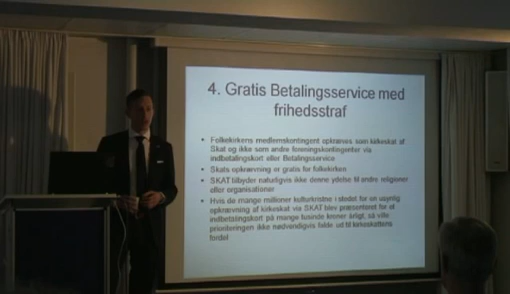 4. Gratis Betalingsservice med
frihedsstraf
Folkekirkens medlemskontingent opkræves som kirkeskat af
Skat og ikke som andre foreningskontingenter via
indbetalingskort eller Betalingsservice
Skats opkrævning er gratis for folkekirken
SKAT tilbyder naturligvis ikke denne ydelse til andre religioner
eller organisationer
Hvis de mange millioner kulturkristne i stedet for en usynlig
opkrævning af kirkeskat via SKAT blev præsenteret for et
indbetalingskort på mange tusinde kroner årligt, så ville
prioriteringen ikke nødvendigvis falde ud til kirkeskattens
fordel